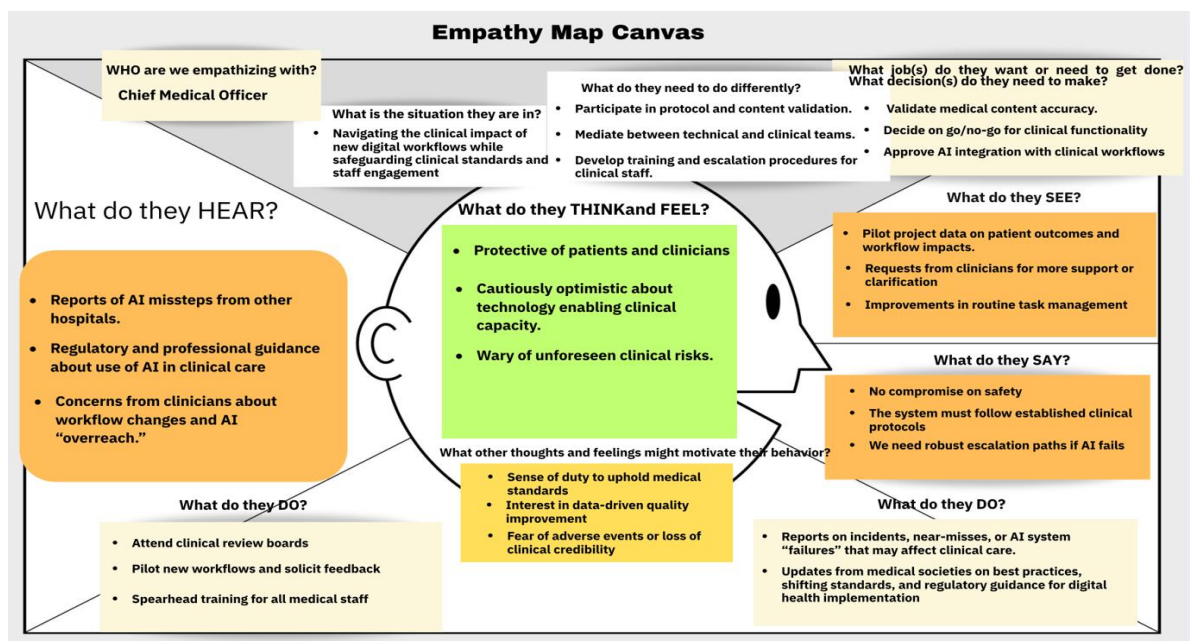 Empathy Map Canvas
WHO are we empathizing with?
Chief Medical Officer
What is the situation they are in?
• Navigating the clinical impact of
new digital workflows while
safeguarding clinical standards and
staff engagement
What do they need to do differently?
• Participate in protocol and content validation.
• Mediate between technical and clinical teams.
• Develop training and escalation procedures for
clinical staff.
What job(s) do they want or need to get done?
What decision(s) do they need to make?
• Validate medical content accuracy.
• Decide on go/no-go for clinical functionality
• Approve AI integration with clinical workflows
What do they HEAR?
• Reports of AI missteps from other
hospitals.
• Regulatory and professional guidance
about use of AI in clinical care
• Concerns from clinicians about
workflow changes and AI
“overreach.”
What do they THINKand FEEL?
• Protective of patients and clinicians
• Cautiously optimistic about
technology enabling clinical
capacity.
• Wary of unforeseen clinical risks.
What do they SEE?
• Pilot project data on patient outcomes and
workflow impacts.
• Requests from clinicians for more support or
clarification
• Improvements in routine task management
What do they SAY?
• No compromise on safety
• The system must follow established clinical
protocols
• We need robust escalation paths if AI fails
What other thoughts and feelings might motivate their behavior?
• Sense of duty to uphold medical
standards
• Interest in data-driven quality
improvement
• Fear of adverse events or loss of
clinical credibility
What do they DO?
• Attend clinical review boards
• Pilot new workflows and solicit feedback
• Spearhead training for all medical staff
What do they DO?
• Reports on incidents, near-misses, or AI system
“failures” that may affect clinical care.
• Updates from medical societies on best practices,
shifting standards, and regulatory guidance for digital
health implementation